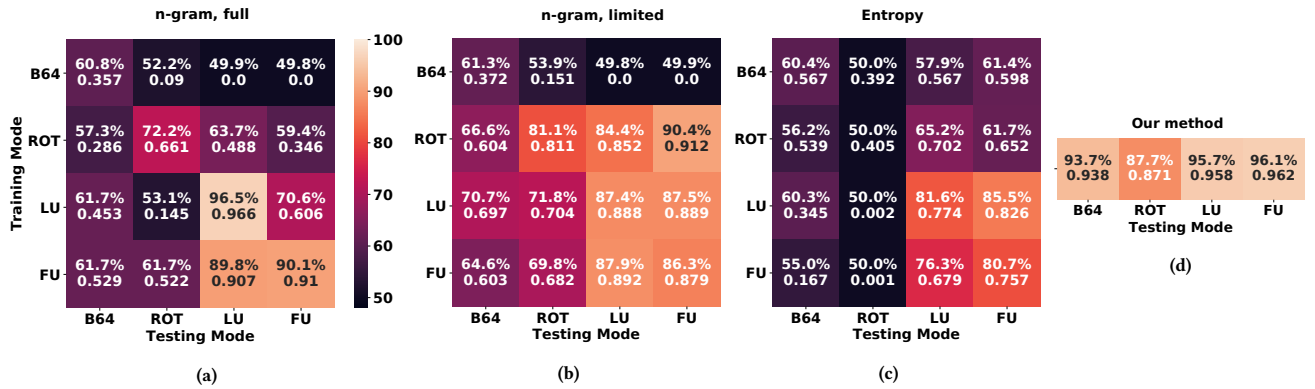 n-gram, full
Training Mode
B64
60.8% 52.2% 49.9% 49.8%
0.357 0.09 0.0 0.0
ROT
57.3% 72.2% 63.7% 59.4%
0.286 0.661 0.488 0.346
LU
61.7% 53.1% 96.5% 70.6%
0.453 0.145 0.966 0.606
FU
61.7% 61.7% 89.8% 90.1%
0.529 0.522 0.907 0.91
B64 ROT LU FU
Testing Mode
100
90
80
70
60
50
(a)
n-gram, limited
B64
61.3% 53.9% 49.8% 49.9%
0.372 0.151 0.0 0.0
ROT
66.6% 81.1% 84.4% 90.4%
0.604 0.811 0.852 0.912
LU
70.7% 71.8% 87.4% 87.5%
0.697 0.704 0.888 0.889
FU
64.6% 69.8% 87.9% 86.3%
0.603 0.682 0.892 0.879
B64 ROT LU FU
Testing Mode
(b)
Entropy
B64
60.4% 50.0% 57.9% 61.4%
0.567 0.392 0.567 0.598
ROT
56.2% 50.0% 65.2% 61.7%
0.539 0.405 0.702 0.652
LU
60.3% 50.0% 81.6% 85.5%
0.345 0.002 0.774 0.826
FU
55.0% 50.0% 76.3% 80.7%
0.167 0.001 0.679 0.757
B64 ROT LU FU
Testing Mode
(c)
Our method
93.7% 87.7% 95.7% 96.1%
0.938 0.871 0.958 0.962
B64 ROT LU FU
Testing Mode
(d)